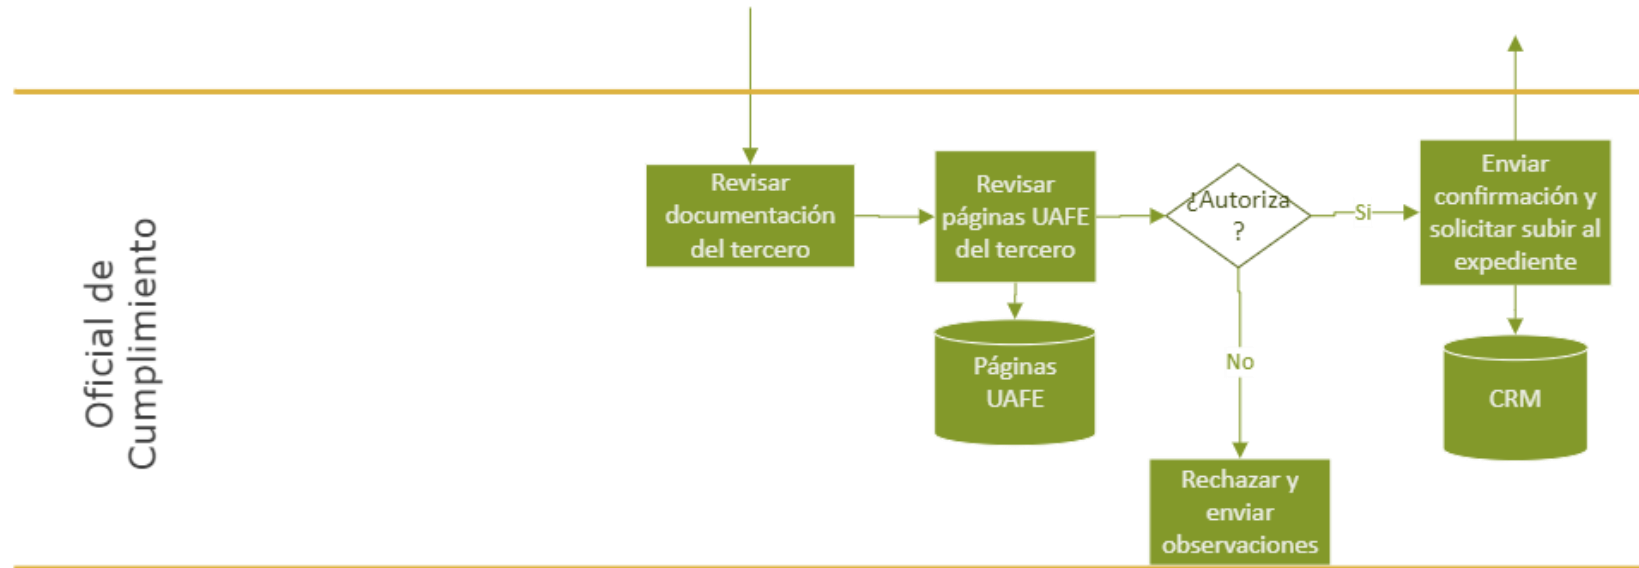 Oficial de
Cumplimiento
Revisar
documentación
del tercero
Revisar
páginas UAFE
del tercero
Páginas
UAFE
¿Autoriza
?
Si
No
Rechazar y
enviar
observaciones
Enviar
confirmación y
solicitar subir al
expediente
CRM